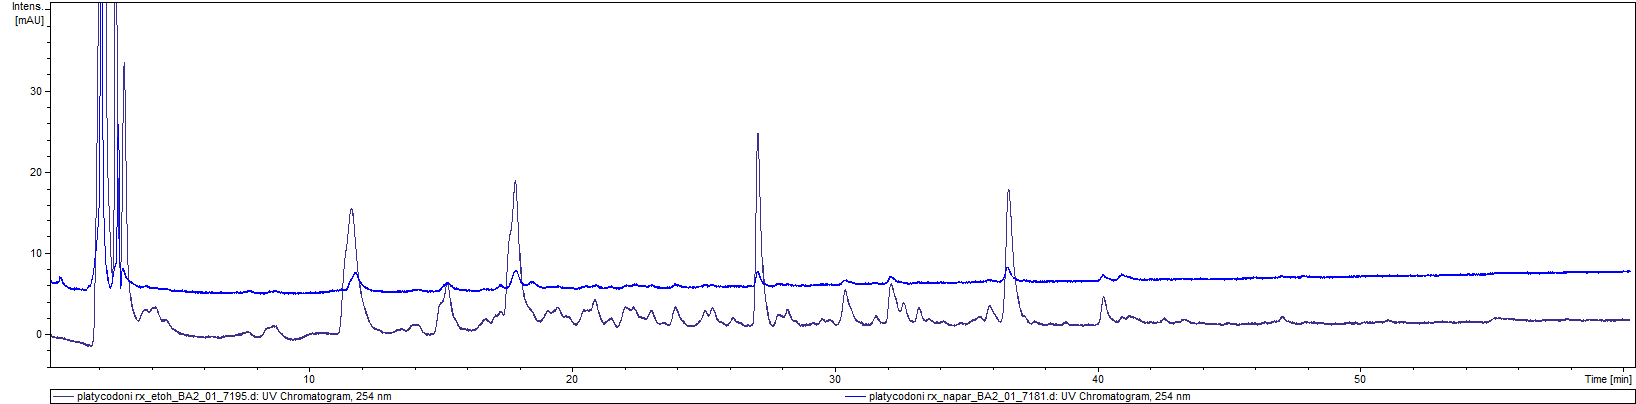 Intens.
[mAU]
30
20
10
0
10 20 30 40 50 Time [min]
platycodoni rx_etoh_BA2_01_7195.d: UV Chromatogram, 254 nm platycodoni rx_napar_BA2_01_7181.d: UV Chromatogram, 254 nm